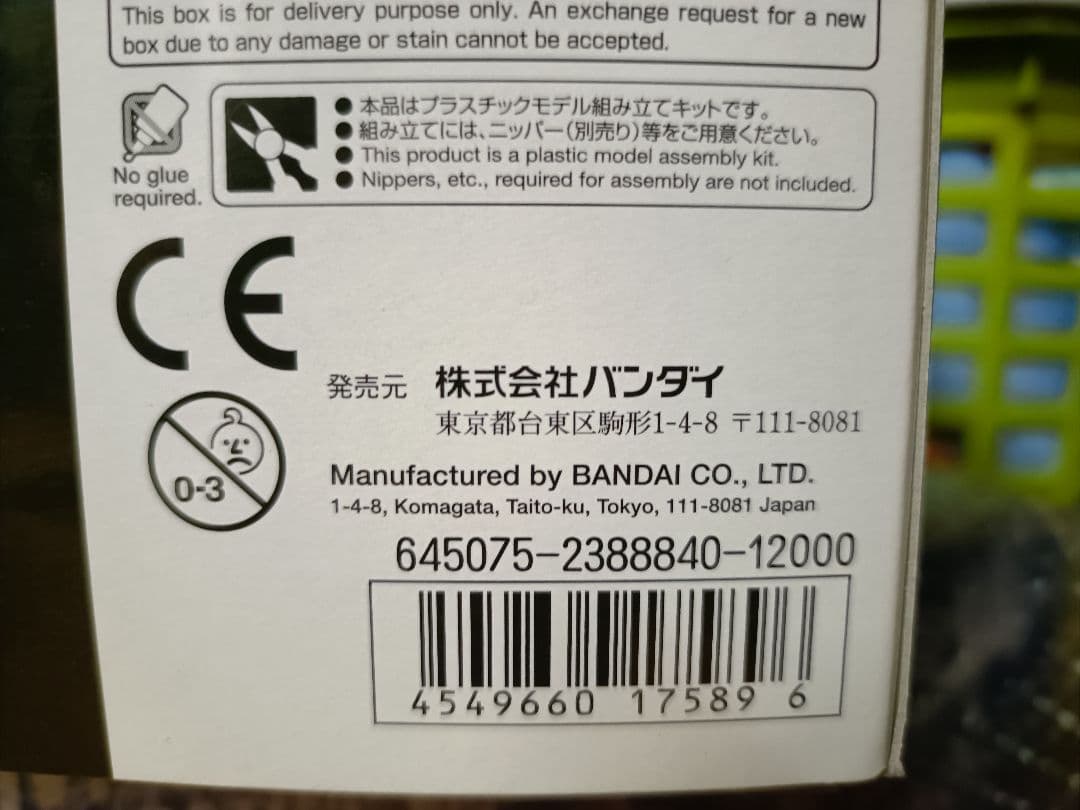 This box is for delivery purpose only. An exchange request for a new
box due to any damage or stain cannot be accepted.
No glue
required.
●本品はプラスチックモデル組み立てキットです。
●組み立てには、ニッパー(別売り)等をご用意ください。
●This product is a plastic model assembly kit.
●Nippers, etc., required for assembly are not included.
CE
0-3
発売元 株式会社バンダイ
東京都台東区駒形1-4-8 〒111-8081
Manufactured by BANDAI CO., LTD.
1-4-8, Komagata, Taito-ku, Tokyo, 111-8081 Japan
645075-2388840-12000
4549660 17589 6